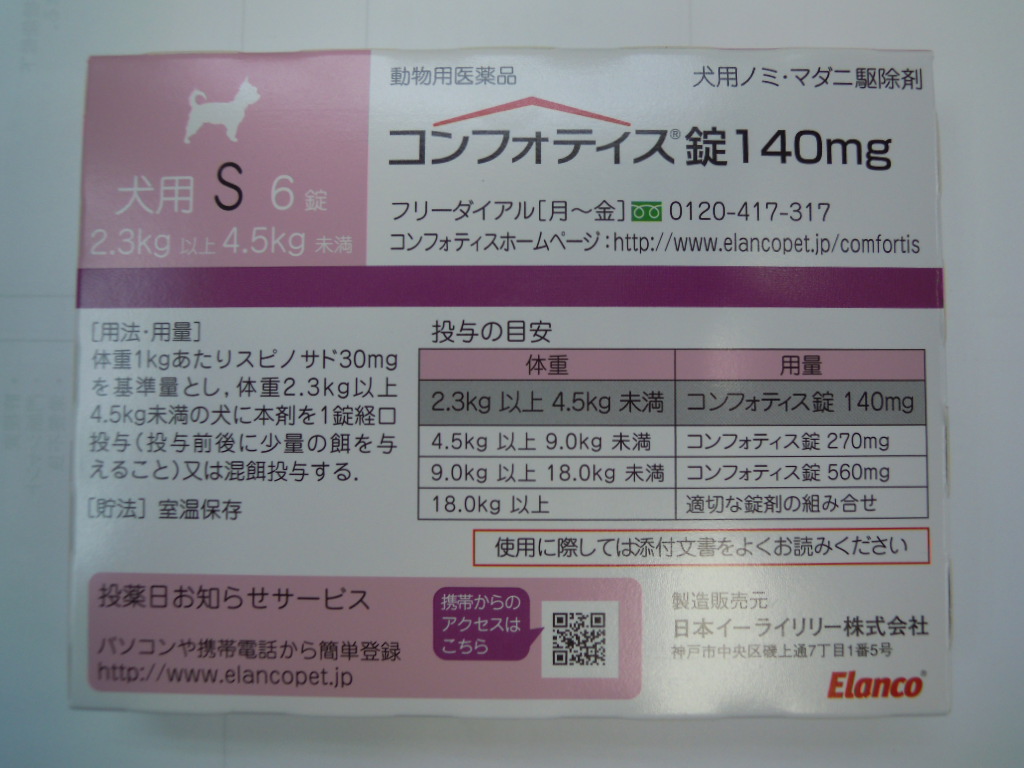 動物用医薬品
犬用ノミ・マダニ駆除剤
コンフォティス®錠140mg
犬用 S 6錠
2.3kg 以上 4.5kg 未満
フリーダイアル[月〜金] 0120-417-317
コンフォティスホームページ:http://www.elancopet.jp/comfortis
[用法・用量]
体重1kgあたりスピノサド30mg
を基準量とし,体重2.3kg以上
4.5kg未満の犬に本剤を1錠経口
投与(投与前後に少量の餌を与
えること)又は混餌投与する.
[貯法] 室温保存
投与の目安
体重 用量
2.3kg 以上 4.5kg 未満 コンフォティス錠 140mg
4.5kg 以上 9.0kg 未満 コンフォティス錠 270mg
9.0kg 以上 18.0kg 未満 コンフォティス錠 560mg
18.0kg 以上 適切な錠剤の組み合せ
使用に際しては添付文書をよくお読みください
投薬日お知らせサービス
パソコンや携帯電話から簡単登録
http://www.elancopet.jp
携帯からの
アクセスは
こちら
製造販売元
日本イーライリリー株式会社
神戸市中央区磯上通7丁目1番5号
Elanco®